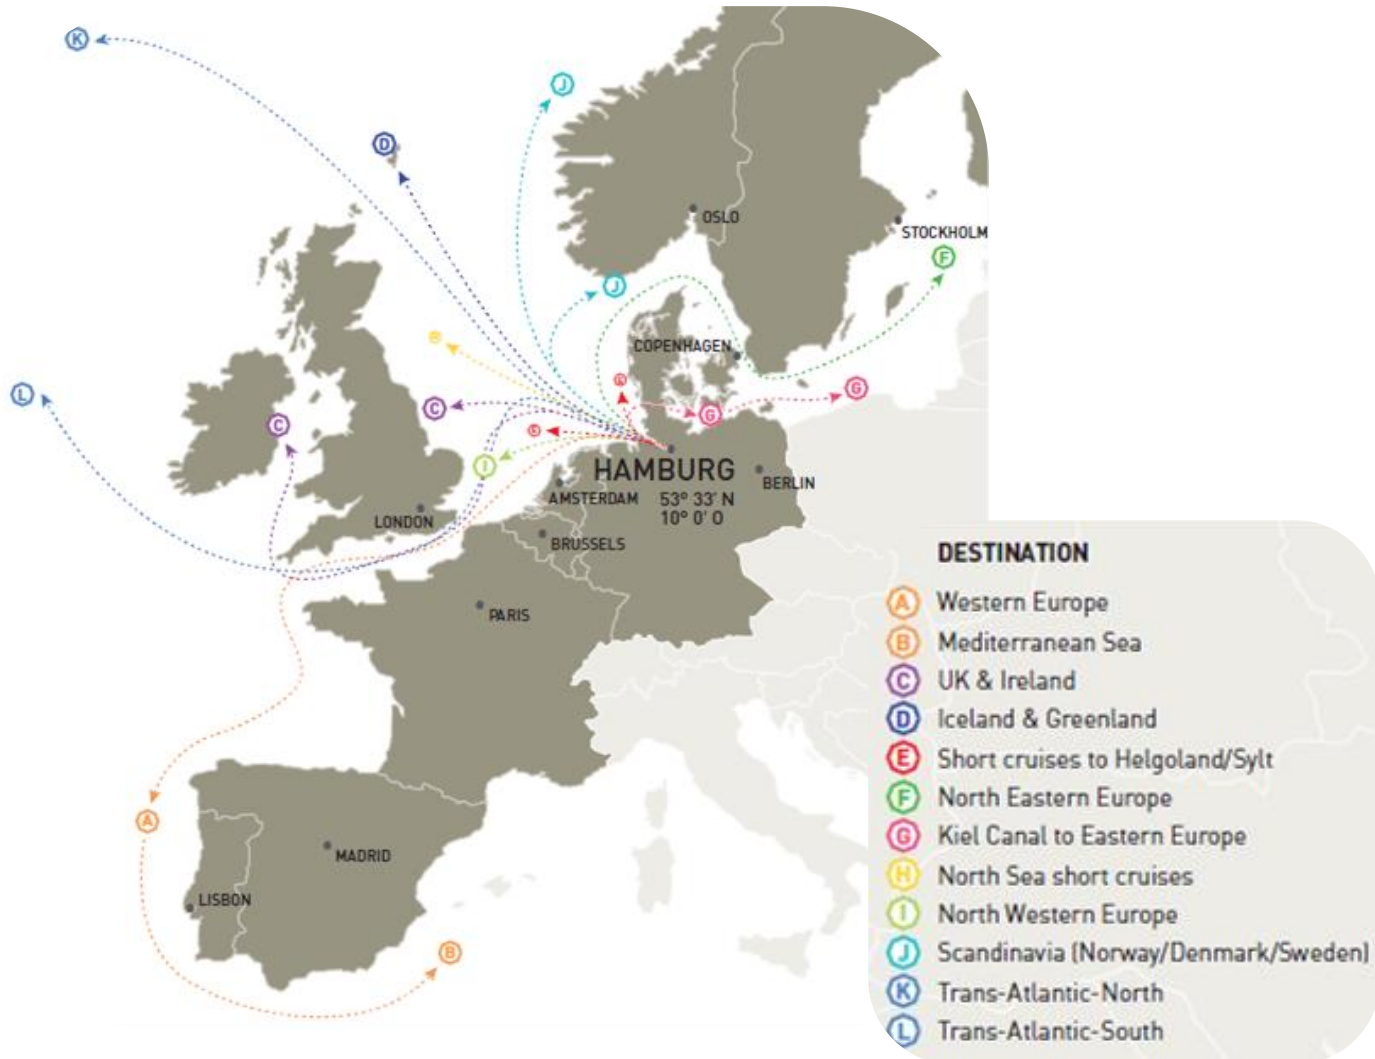 K
J
D
OSLO
STOCKHOLM
F
J
H
COPENHAGEN
E
L
C
C
G
G
E
I
HAMBURG
53° 33' N
10° 0' O
BERLIN
AMSTERDAM
LONDON
BRUSSELS
PARIS
A
MADRID
LISBON
B
DESTINATION
A Western Europe
B Mediterranean Sea
C UK & Ireland
D Iceland & Greenland
E Short cruises to Helgoland/Sylt
F North Eastern Europe
G Kiel Canal to Eastern Europe
H North Sea short cruises
I North Western Europe
J Scandinavia (Norway/Denmark/Sweden)
K Trans-Atlantic-North
L Trans-Atlantic-South